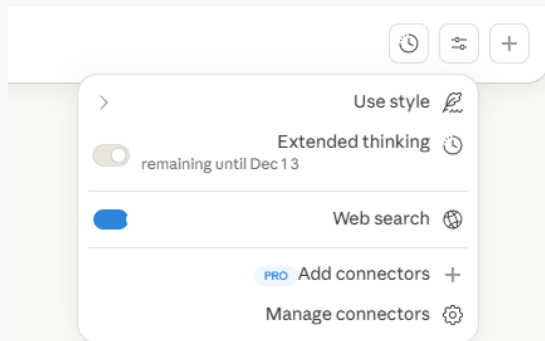 Use style
Extended thinking
remaining until Dec 13
Web search
PRO Add connectors
Manage connectors